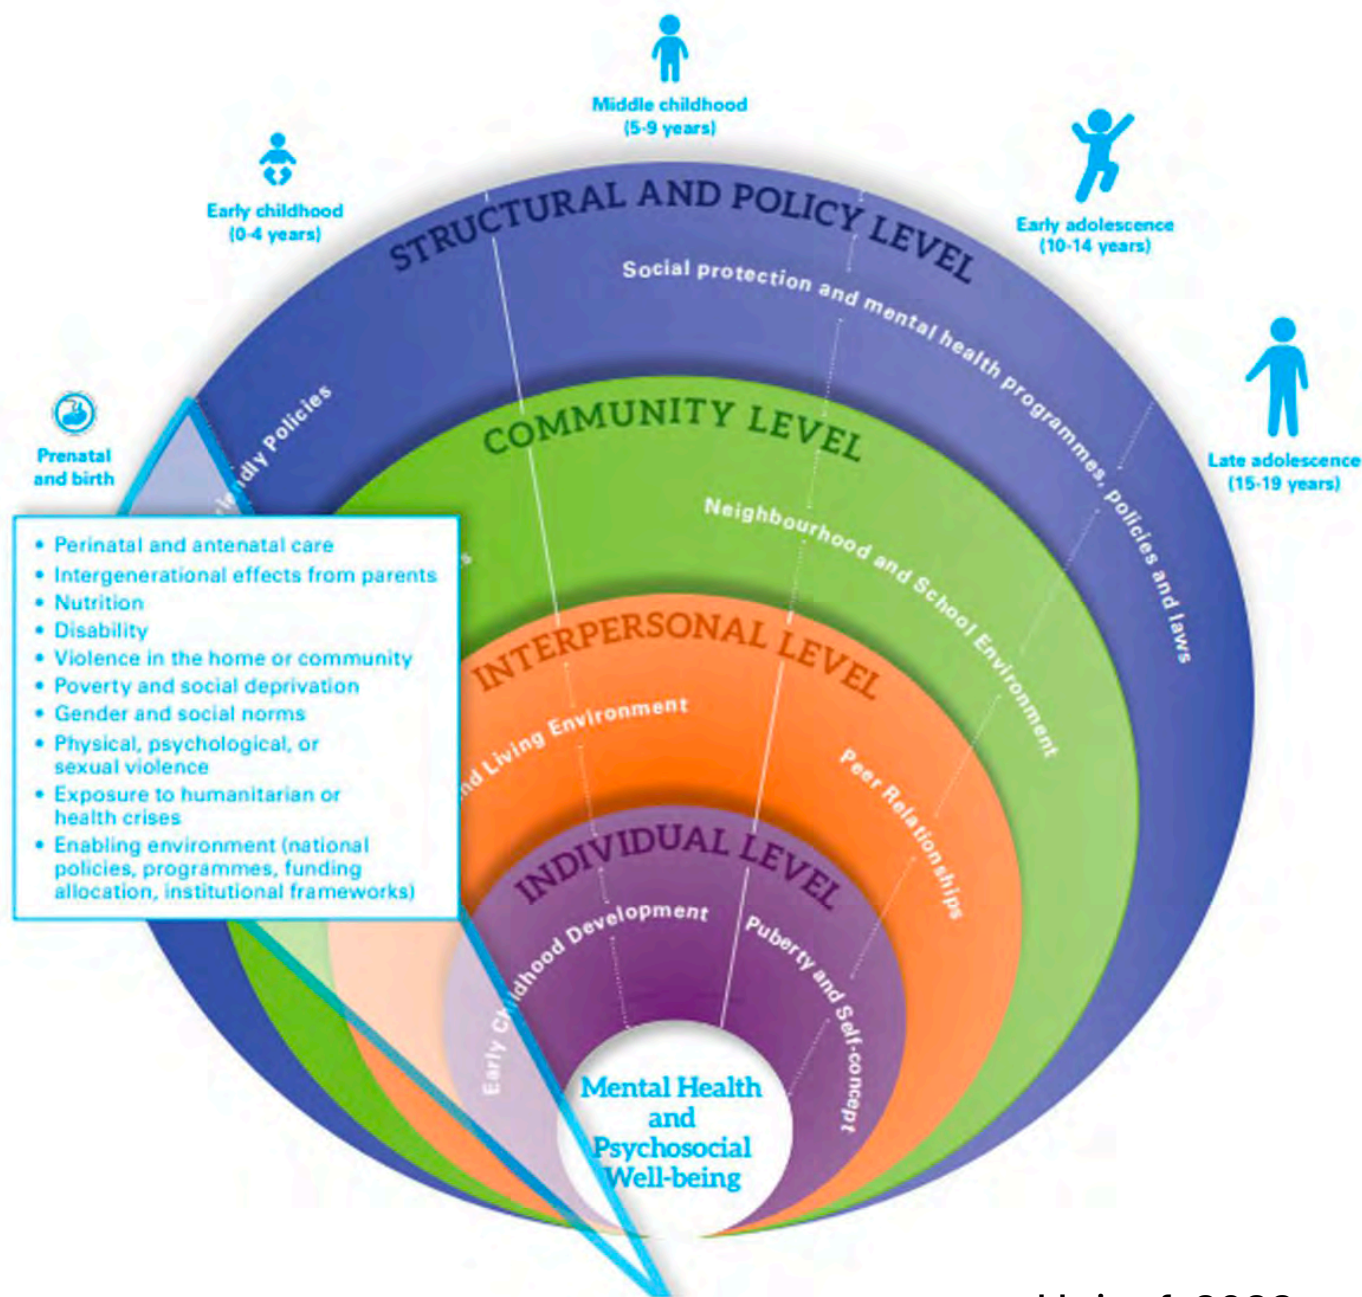 Middle childhood
(5-9 years)
Early childhood
(0-4 years)
Early adolescence
(10-14 years)
Late adolescence
(15-19 years)
Prenatal
and birth
STRUCTURAL AND POLICY LEVEL
Social protection and mental health programmes, policies and laws
Policies
COMMUNITY LEVEL
Neighbourhood and School Environment
INTERPERSONAL LEVEL
Living Environment
Peer Relationships
INDIVIDUAL LEVEL
Early Childhood Development
Puberty and Self-concept
Mental Health
and
Psychosocial
Well-being
• Perinatal and antenatal care
• Intergenerational effects from parents
• Nutrition
• Disability
• Violence in the home or community
• Poverty and social deprivation
• Gender and social norms
• Physical, psychological, or
sexual violence
• Exposure to humanitarian or
health crises
• Enabling environment (national
policies, programmes, funding
allocation, institutional frameworks)